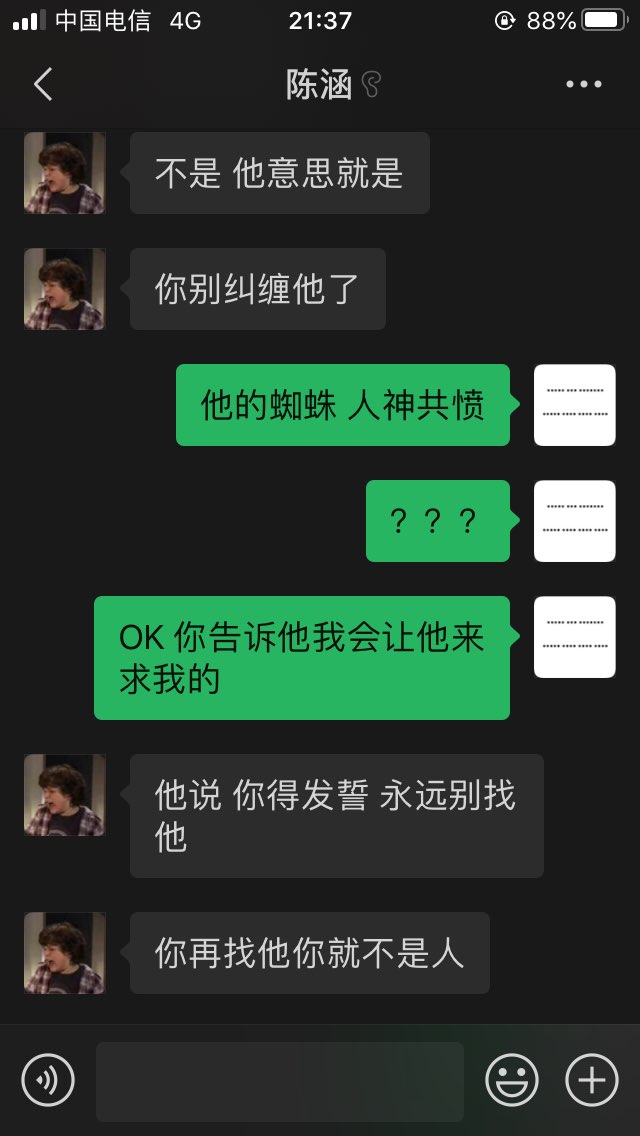 中国电信 4G 21:37 88%
陈涵
不是 他意思就是
你别纠缠他了
他的蜘蛛 人神共愤
？？？
OK 你告诉他我会让他来
求我的
他说 你得发誓 永远别找
他
你再找他你就不是人